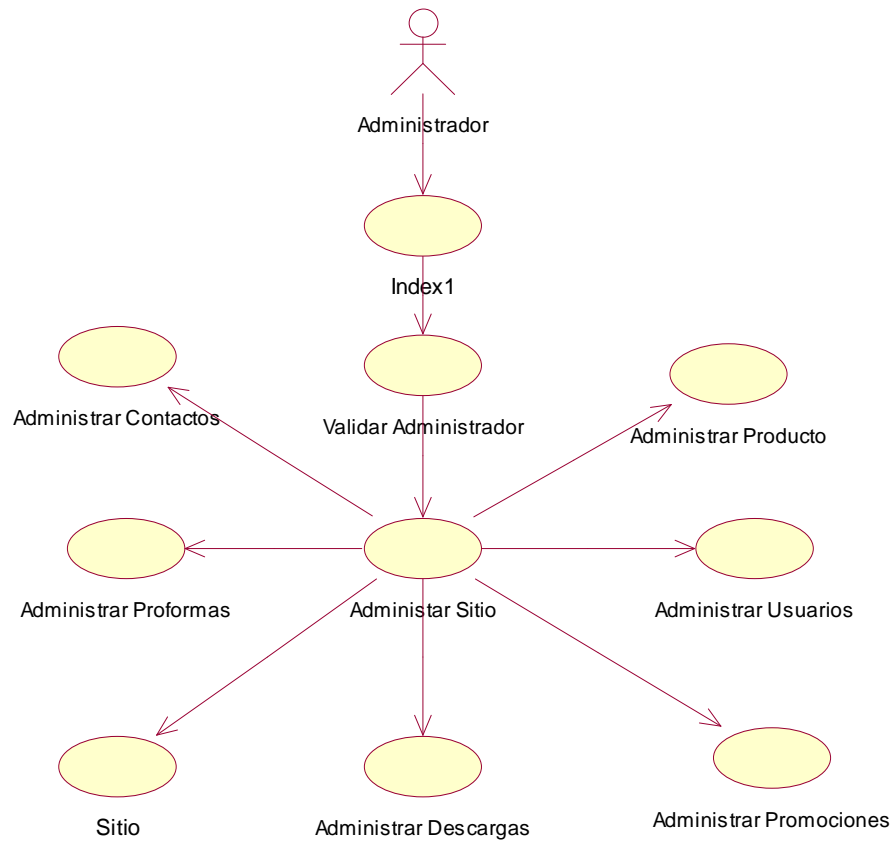 Administrador
Index1
Administrar Contactos
Validar Administrador
Administrar Producto
Administrar Proformas
Administar Sitio
Administrar Usuarios
Sitio
Administrar Descargas
Administrar Promociones